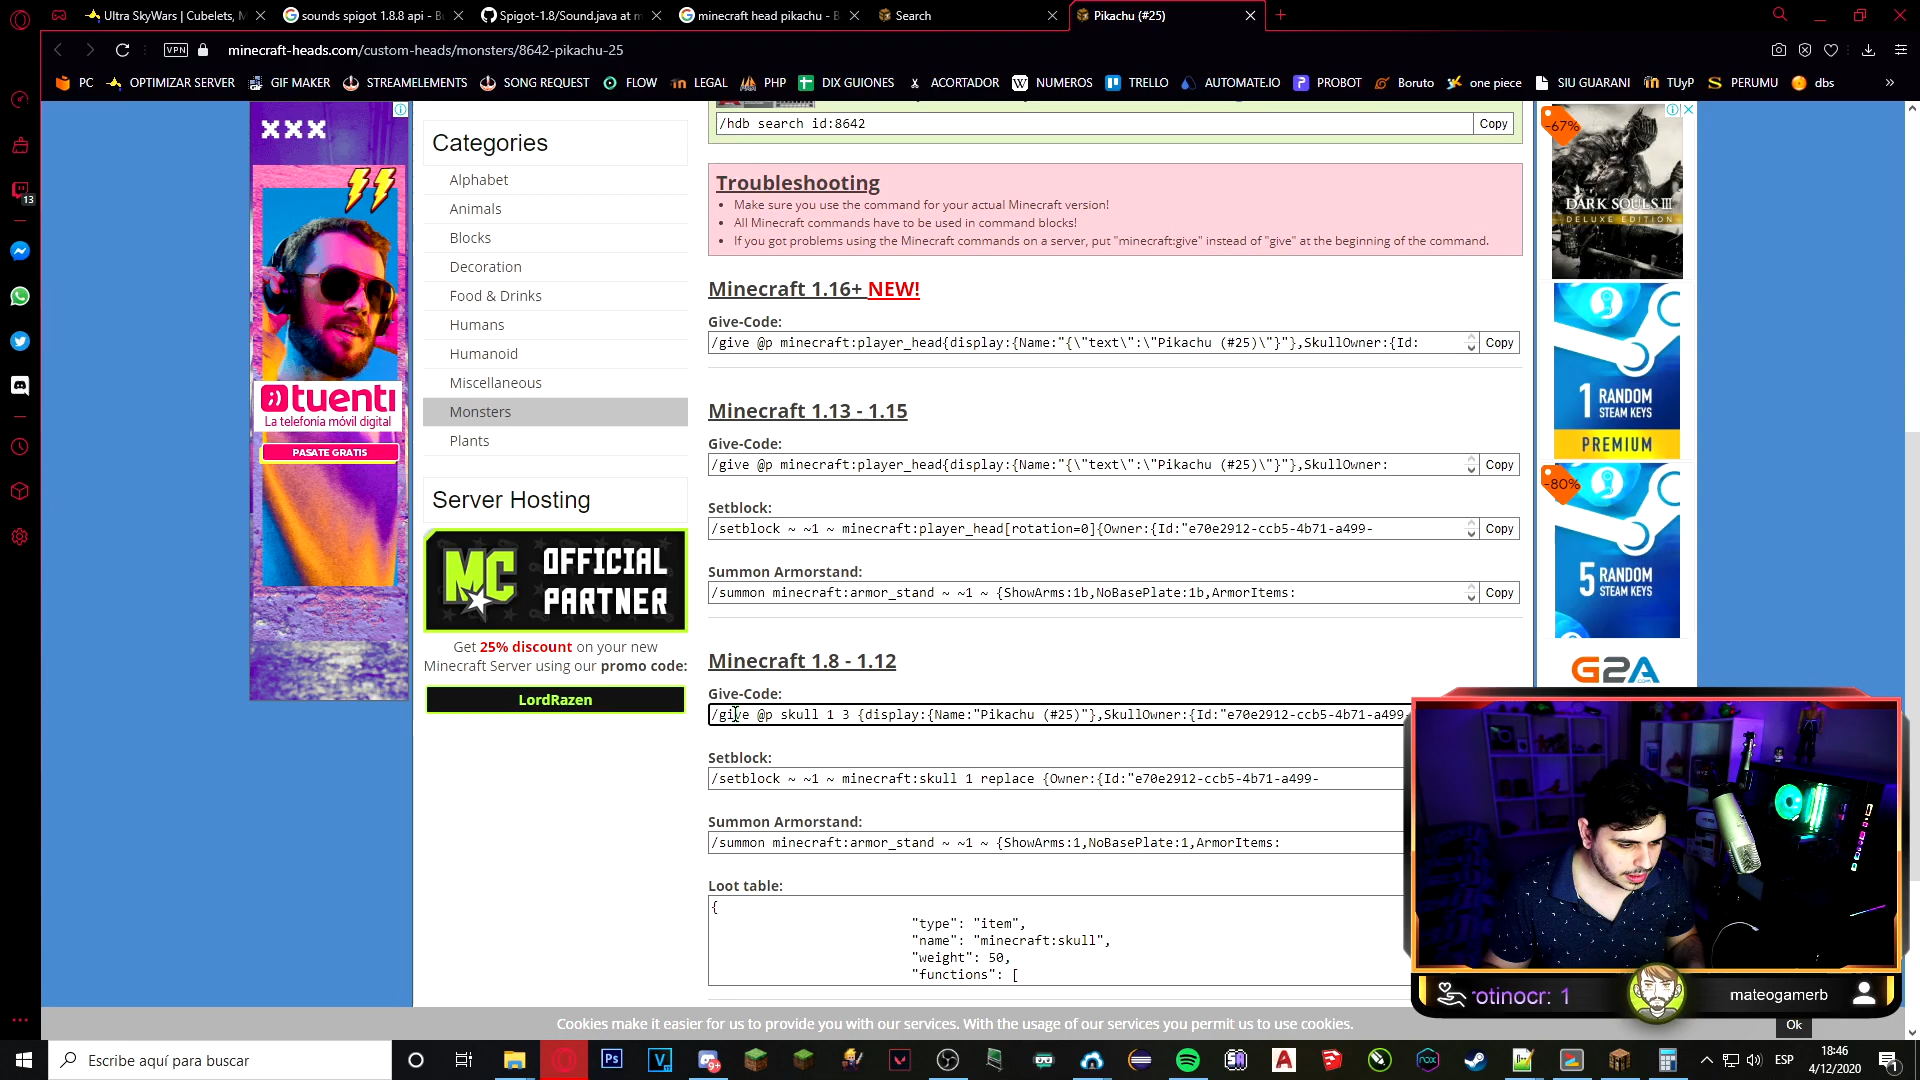 Ultra SkyWars | Cubelets, M
sounds spigot 1.8.8 api - B
Spigot-1.8/Sound.java at m
minecraft head pikachu - B
Search
Pikachu (#25)
VPN
minecraft-heads.com/custom-heads/monsters/8642-pikachu-25
PC
OPTIMIZAR SERVER
GIF MAKER
STREAMELEMENTS
SONG REQUEST
FLOW
LEGAL
PHP
DIX GUIONES
ACORTADOR
NUMEROS
TRELLO
AUTOMATE.IO
PROBOT
Boruto
one piece
SIU GUARANI
TUyP
PERUMU
dbs
13
XXX
tuenti
La telefonía móvil digital
PASATE GRATIS
Categories
Alphabet
Animals
Blocks
Decoration
Food & Drinks
Humans
Humanoid
Miscellaneous
Monsters
Plants
Server Hosting
MC OFFICIAL
PARTNER
Get 25% discount on your new
Minecraft Server using our promo code:
LordRazen
/hdb search id:8642
Copy
Troubleshooting
• Make sure you use the command for your actual Minecraft version!
• All Minecraft commands have to be used in command blocks!
• If you got problems using the Minecraft commands on a server, put "minecraft:give" instead of "give" at the beginning of the command.
Minecraft 1.16+ NEW!
Give-Code:
/give @p minecraft:player_head{display:{Name:"{\"text\":\"Pikachu (#25)\"}"},SkullOwner:{Id:
Copy
Minecraft 1.13 - 1.15
Give-Code:
/give @p minecraft:player_head{display:{Name:"{\"text\":\"Pikachu (#25)\"}"},SkullOwner:
Copy
Setblock:
/setblock ~ ~1 ~ minecraft:player_head[rotation=0]{Owner:{Id:"e70e2912-ccb5-4b71-a499-
Copy
Summon Armorstand:
/summon minecraft:armor_stand ~ ~1 ~ {ShowArms:1b,NoBasePlate:1b,ArmorItems:
Copy
Minecraft 1.8 - 1.12
Give-Code:
/give @p skull 1 3 {display:{Name:"Pikachu (#25)"},SkullOwner:{Id:"e70e2912-ccb5-4b71-a499-
Setblock:
/setblock ~ ~1 ~ minecraft:skull 1 replace {Owner:{Id:"e70e2912-ccb5-4b71-a499-
Summon Armorstand:
/summon minecraft:armor_stand ~ ~1 ~ {ShowArms:1,NoBasePlate:1,ArmorItems:
Loot table:
{
"type": "item",
"name": "minecraft:skull",
"weight": 50,
"functions": [
-67%
DARK SOULS III
DELUXE EDITION
1
RANDOM
STEAM KEYS
PREMIUM
-80%
5
RANDOM
STEAM KEYS
G2A
.COM
rotinocr: 1
mateogamerb
Cookies make it easier for us to provide you with our services. With the usage of our services you permit us to use cookies.
Ok
Escribe aquí para buscar
ESP
18:46
4/12/2020
1